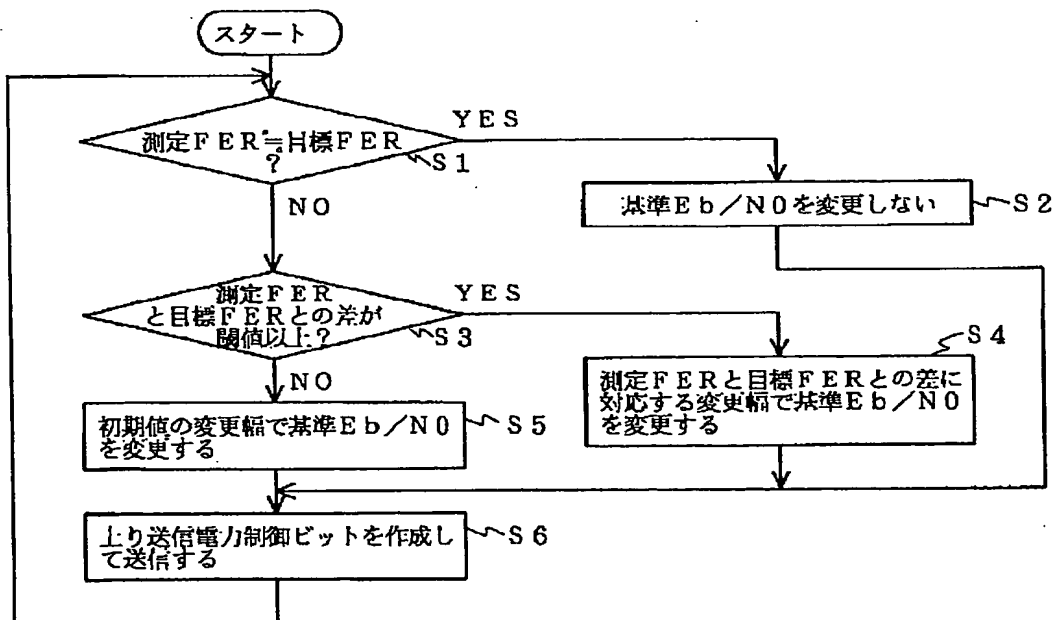 スタート
測定ＦＥＲ≒目標ＦＥＲ
？
ＹＥＳ
Ｓ１
ＮＯ
基準Ｅｂ／Ｎ０を変更しない
Ｓ２
測定ＦＥＲ
と目標ＦＥＲとの差が
閾値以上？
ＹＥＳ
Ｓ３
ＮＯ
Ｓ４
測定ＦＥＲと目標ＦＥＲとの差に
対応する変更幅で基準Ｅｂ／Ｎ０
を変更する
初期値の変更幅で基準Ｅｂ／Ｎ０
を変更する
Ｓ５
上り送信電力制御ビットを作成し
て送信する
Ｓ６